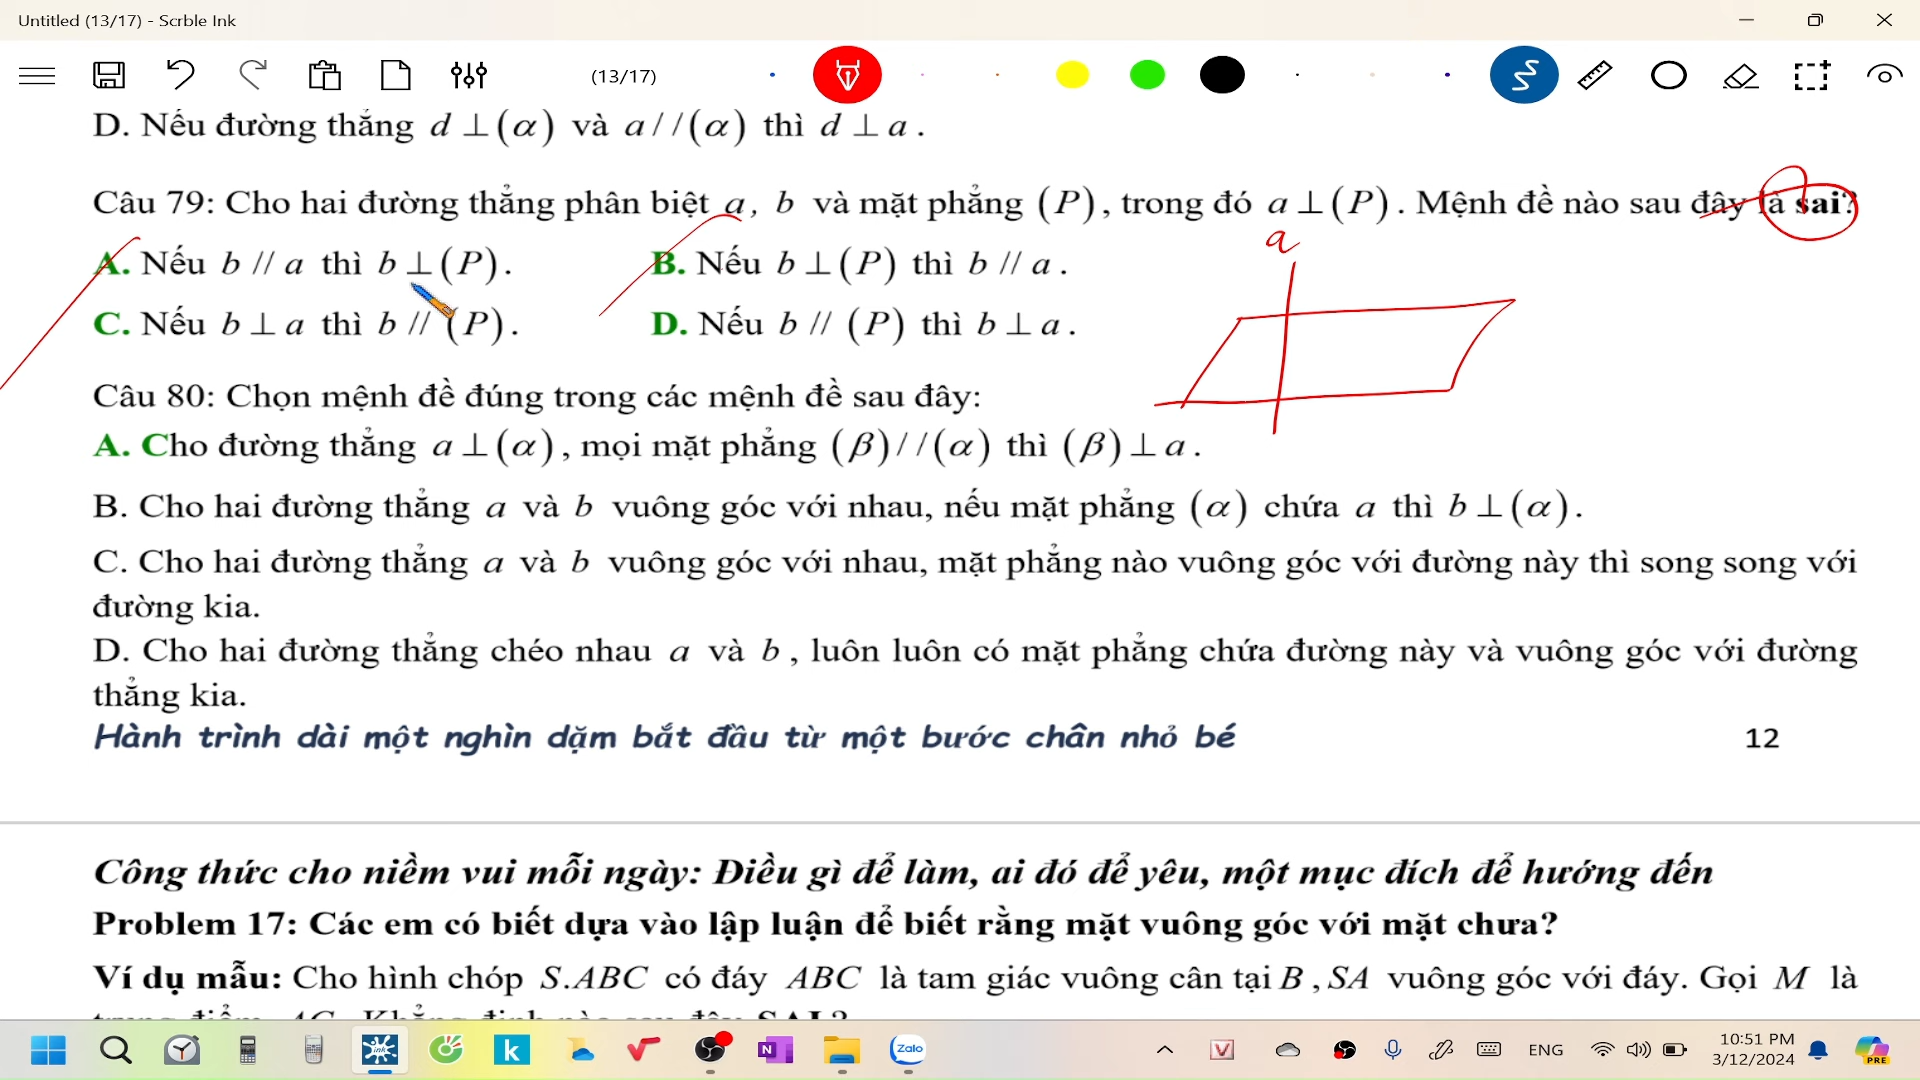 Untitled (13/17) - Scrble Ink
(13/17)
D. Nếu đường thẳng d ⊥ (α) và a//(α) thì d ⊥ a.
Câu 79: Cho hai đường thẳng phân biệt a, b và mặt phẳng (P), trong đó a ⊥ (P). Mệnh đề nào sau đây là sai?
a
A. Nếu b // a thì b ⊥ (P). B. Nếu b ⊥ (P) thì b // a.
C. Nếu b ⊥ a thì b // (P). D. Nếu b // (P) thì b ⊥ a.
Câu 80: Chọn mệnh đề đúng trong các mệnh đề sau đây:
A. Cho đường thẳng a ⊥ (α), mọi mặt phẳng (β)//(α) thì (β) ⊥ a.
B. Cho hai đường thẳng a và b vuông góc với nhau, nếu mặt phẳng (α) chứa a thì b ⊥ (α).
C. Cho hai đường thẳng a và b vuông góc với nhau, mặt phẳng nào vuông góc với đường này thì song song với
đường kia.
D. Cho hai đường thẳng chéo nhau a và b, luôn luôn có mặt phẳng chứa đường này và vuông góc với đường
thẳng kia.
Hành trình dài một nghìn dặm bắt đầu từ một bước chân nhỏ bé 12
Công thức cho niềm vui mỗi ngày: Điều gì để làm, ai đó để yêu, một mục đích để hướng đến
Problem 17: Các em có biết dựa vào lập luận để biết rằng mặt vuông góc với mặt chưa?
Ví dụ mẫu: Cho hình chóp S.ABC có đáy ABC là tam giác vuông cân tại B, SA vuông góc với đáy. Gọi M là
k
N
Zalo
V
ENG
10:51 PM
3/12/2024
PRE